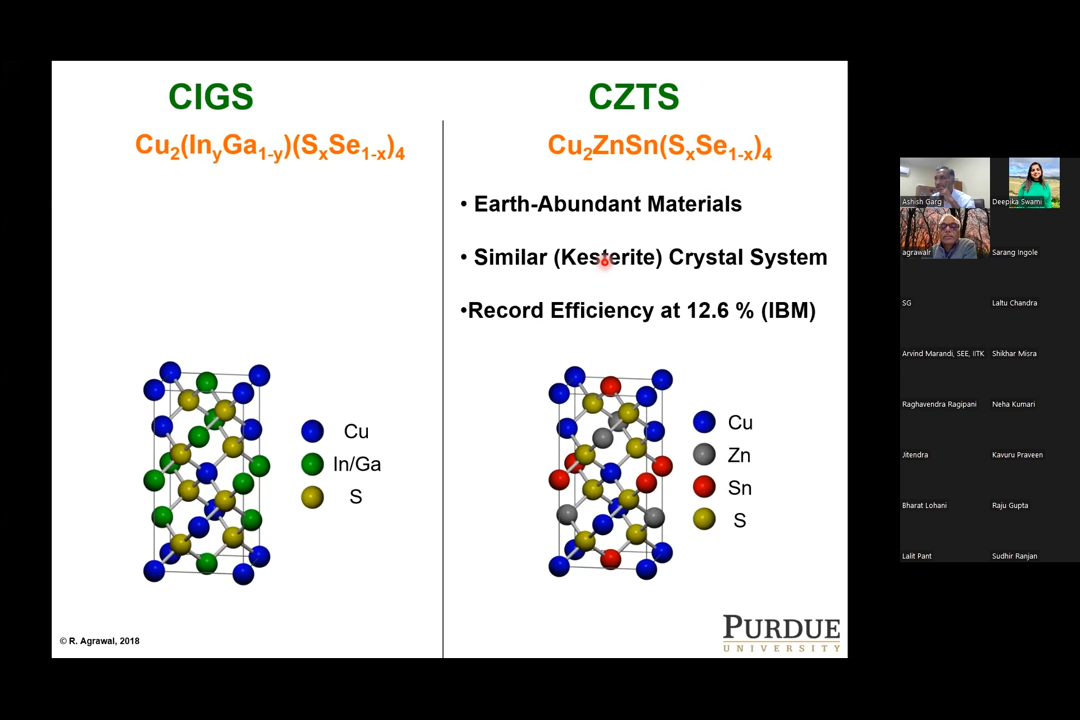 CIGS
Cu₂(InᵧGa₁₋ᵧ)(SₓSe₁₋ₓ)₄
CZTS
Cu₂ZnSn(SₓSe₁₋ₓ)₄
• Earth-Abundant Materials
• Similar (Kesterite) Crystal System
•Record Efficiency at 12.6 % (IBM)
Cu
In/Ga
S
Cu
Zn
Sn
S
© R. Agrawal, 2018
PURDUE
UNIVERSITY
Ashish Garg
Deepika Swami
agrawalr
Sarang Ingole
SG
Laltu Chandra
Arvind Marandi, SEE, IITK
Shikhar Misra
Raghavendra Ragipani
Neha Kumari
Jitendra
Kavuru Praveen
Bharat Lohani
Raju Gupta
Lalit Pant
Sudhir Ranjan